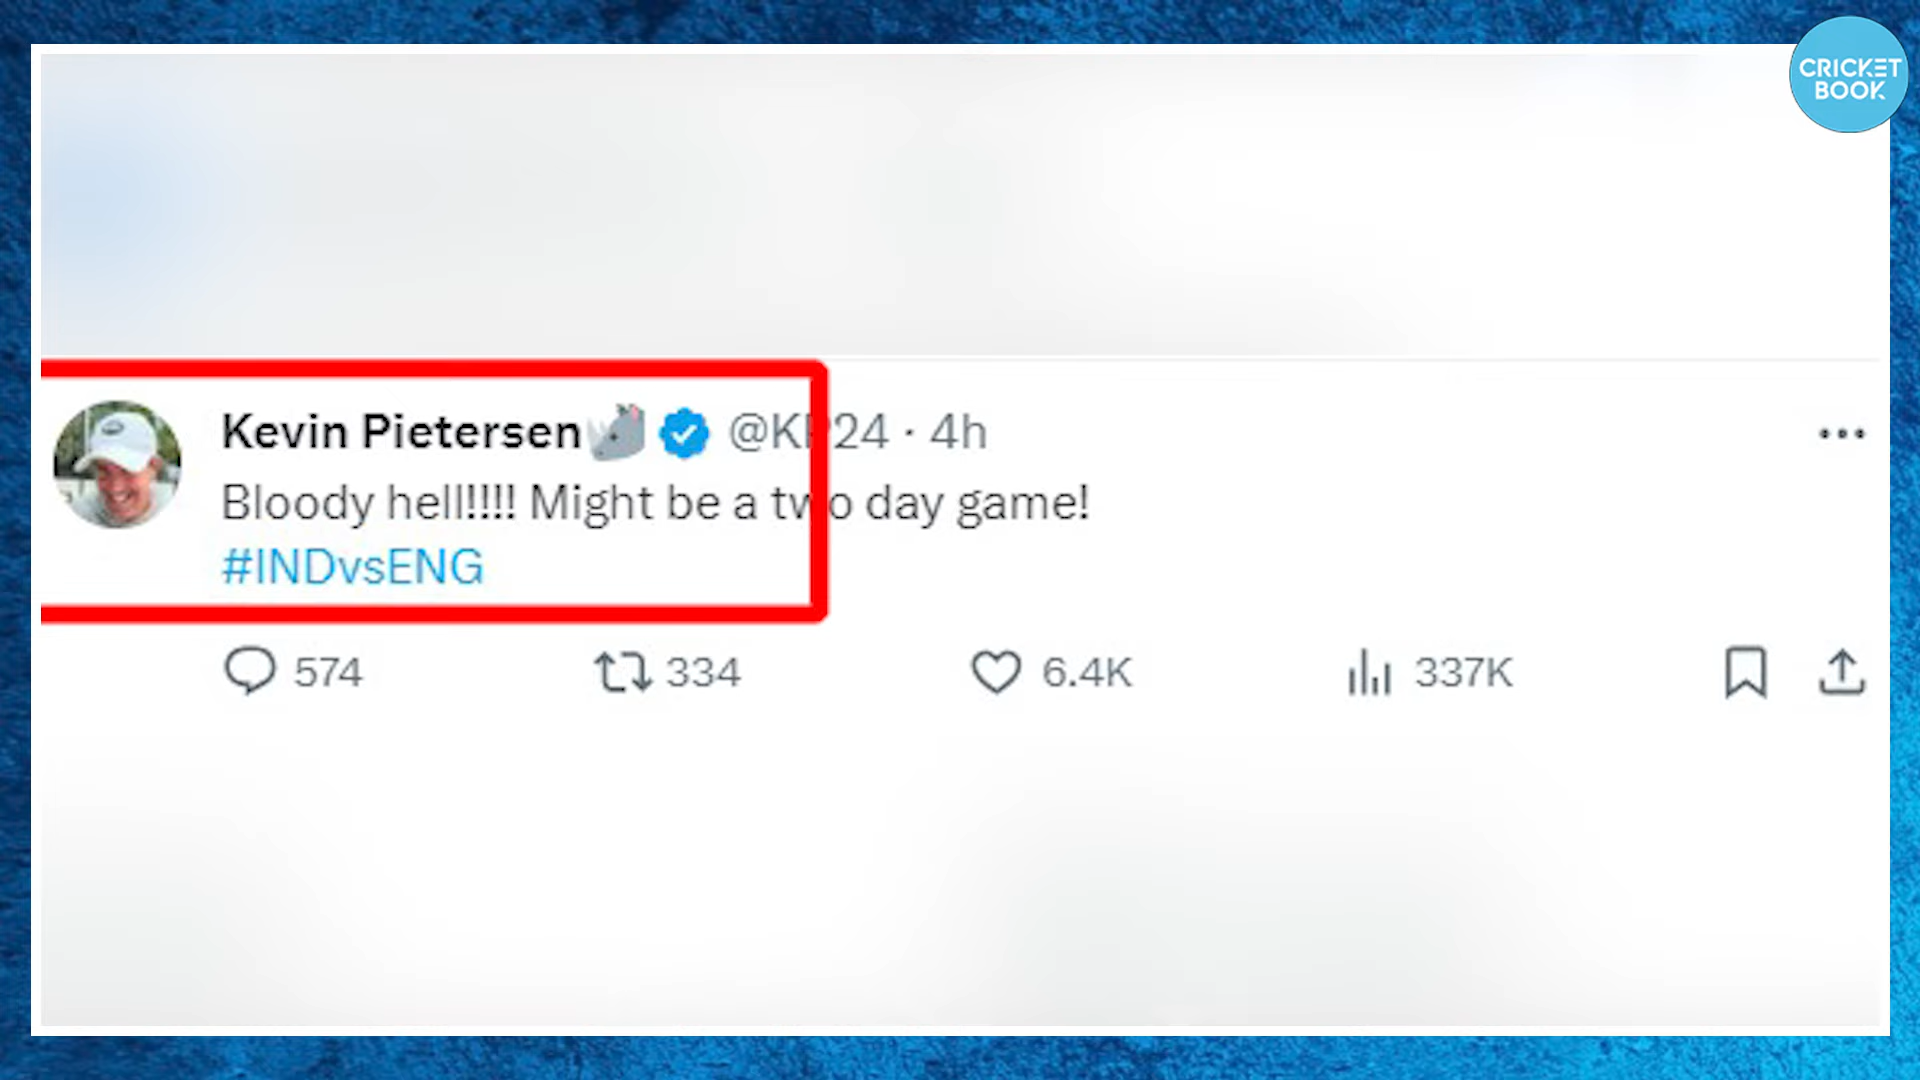 CRICKET
BOOK
Kevin Pietersen @KP24 · 4h
Bloody hell!!!! Might be a two day game!
#INDvsENG
574 334 6.4K 337K